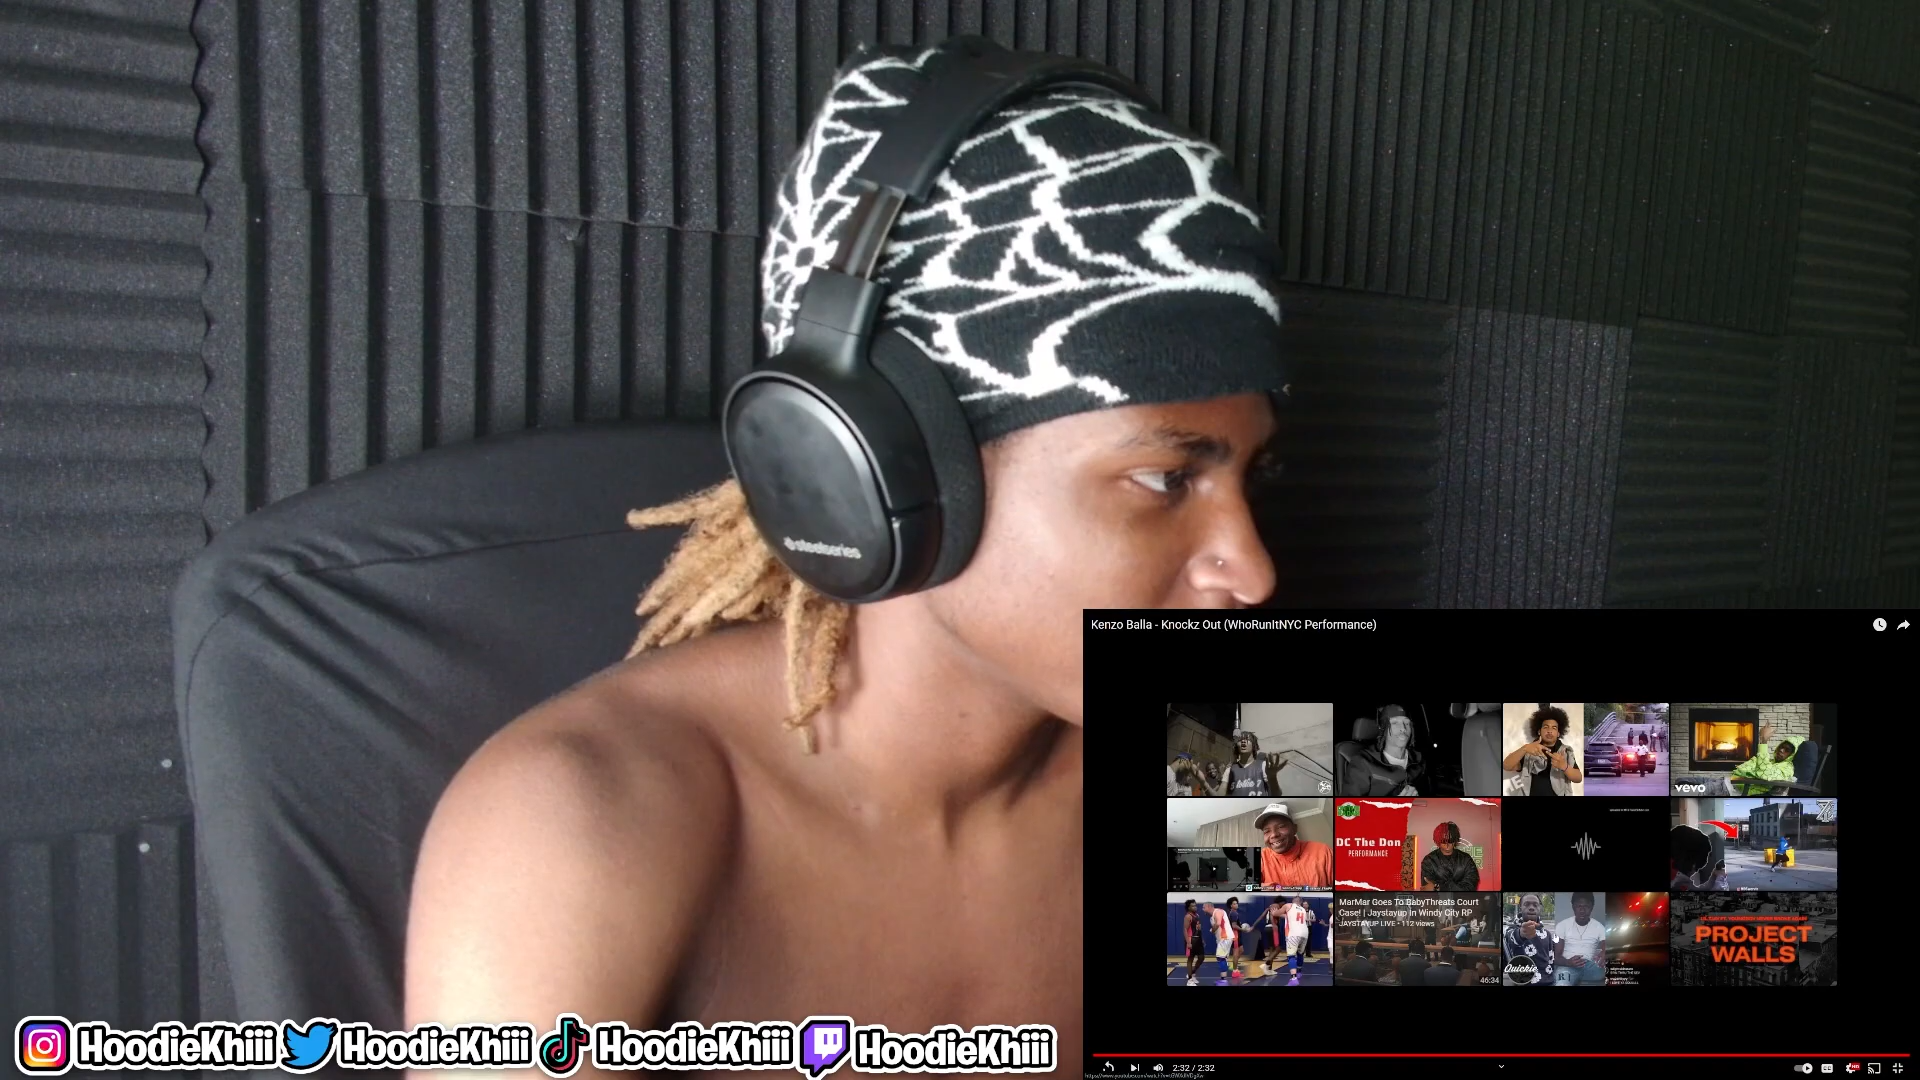 steelseries
Kenzo Balla - Knockz Out (WhoRunItNYC Performance)
vevo
DC The Don
PERFORMANCE
MarMar Goes To BabyThreats Court
Case! | Jaystayup in Windy City RP
JAYSTAYUP LIVE • 112 views
46:34
Quickie
PROJECT
WALLS
2:32 / 2:32
HoodieKhiii HoodieKhiii HoodieKhiii HoodieKhiii